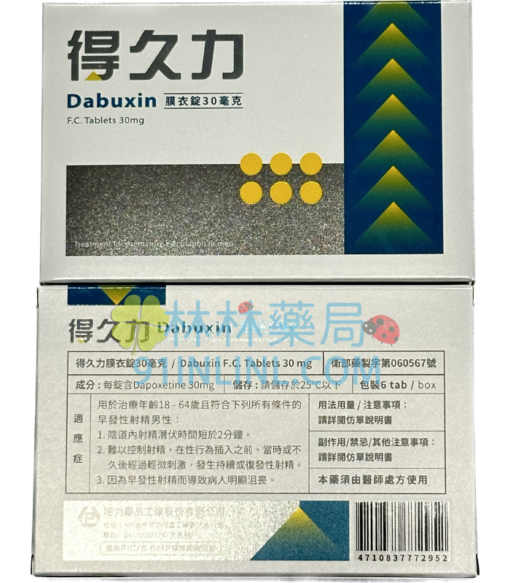 得久力
Dabuxin 膜衣錠30毫克
F.C. Tablets 30mg
Treatment for premature ejaculation in men
得久力 Dabuxin
林林藥局
得久力膜衣錠30毫克 / Dabuxin F.C. Tablets 30 mg
衛部藥製字第060567號
成分：每錠含Dapoxetine 30mg
儲存：請儲存於25℃以下
包裝6 tab / box
適應症
用於治療年齡18 - 64歲且符合下列所有條件的
早發性射精男性：
1. 陰道內射精潛伏時間短於2分鐘。
2. 難以控制射精，在性行為插入之前、當時或不
久後經過輕微刺激，發生持續或復發性射精。
3. 因為早發性射精而導致病人明顯沮喪。
用法用量 / 注意事項：
請詳閱仿單說明書
副作用/禁忌/其他注意事項：
請詳閱仿單說明書
本藥須由醫師處方使用
4710837772952